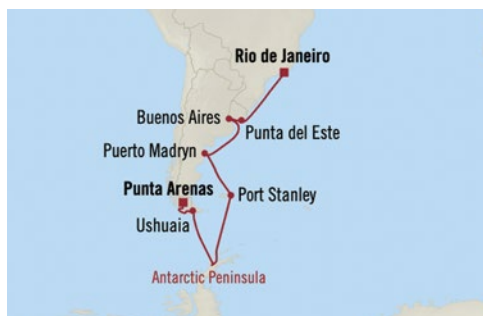 Rio de Janeiro
Buenos Aires
Punta del Este
Puerto Madryn
Punta Arenas
Port Stanley
Ushuaia
Antarctic Peninsula